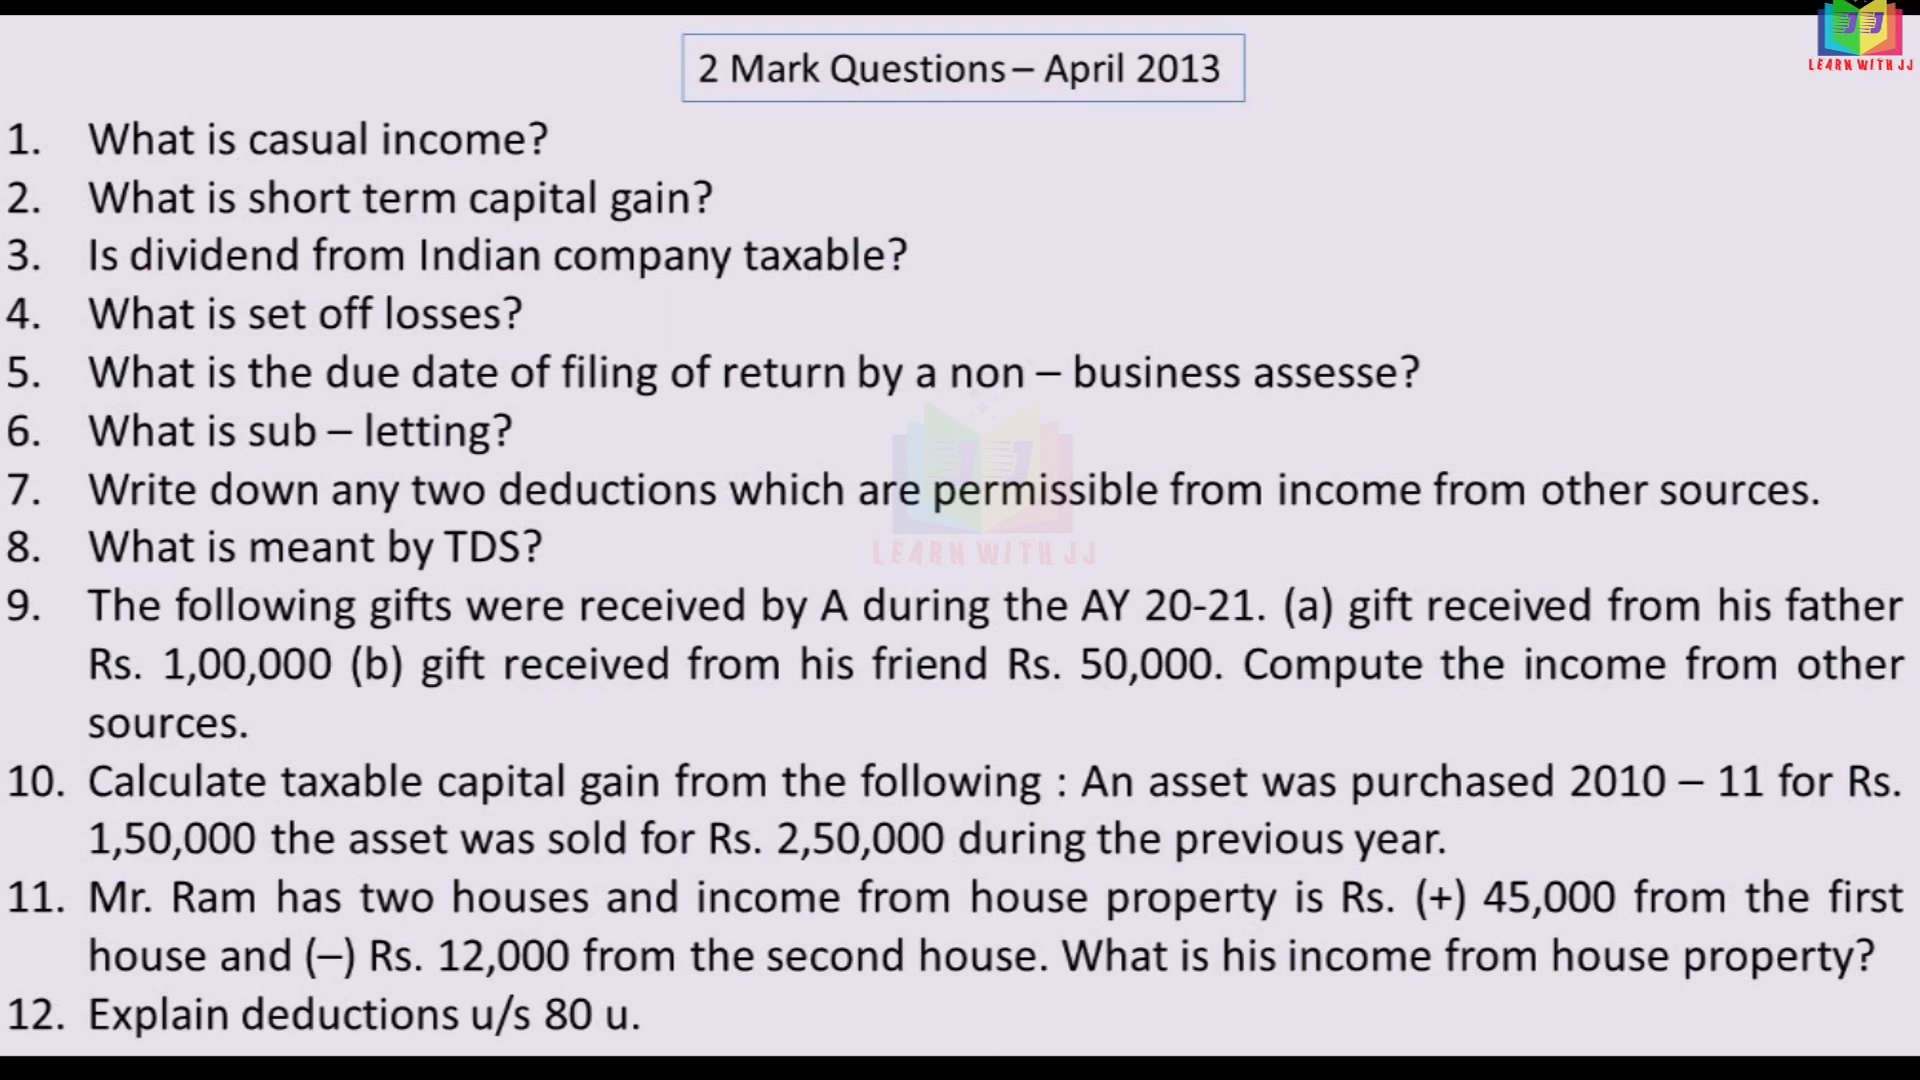 LEARN WITH JJ
2 Mark Questions – April 2013
1. What is casual income?
2. What is short term capital gain?
3. Is dividend from Indian company taxable?
4. What is set off losses?
5. What is the due date of filing of return by a non – business assesse?
6. What is sub – letting?
7. Write down any two deductions which are permissible from income from other sources.
LEARN WITH JJ
8. What is meant by TDS?
9. The following gifts were received by A during the AY 20-21. (a) gift received from his father
Rs. 1,00,000 (b) gift received from his friend Rs. 50,000. Compute the income from other
sources.
10. Calculate taxable capital gain from the following : An asset was purchased 2010 – 11 for Rs.
1,50,000 the asset was sold for Rs. 2,50,000 during the previous year.
11. Mr. Ram has two houses and income from house property is Rs. (+) 45,000 from the first
house and (–) Rs. 12,000 from the second house. What is his income from house property?
12. Explain deductions u/s 80 u.